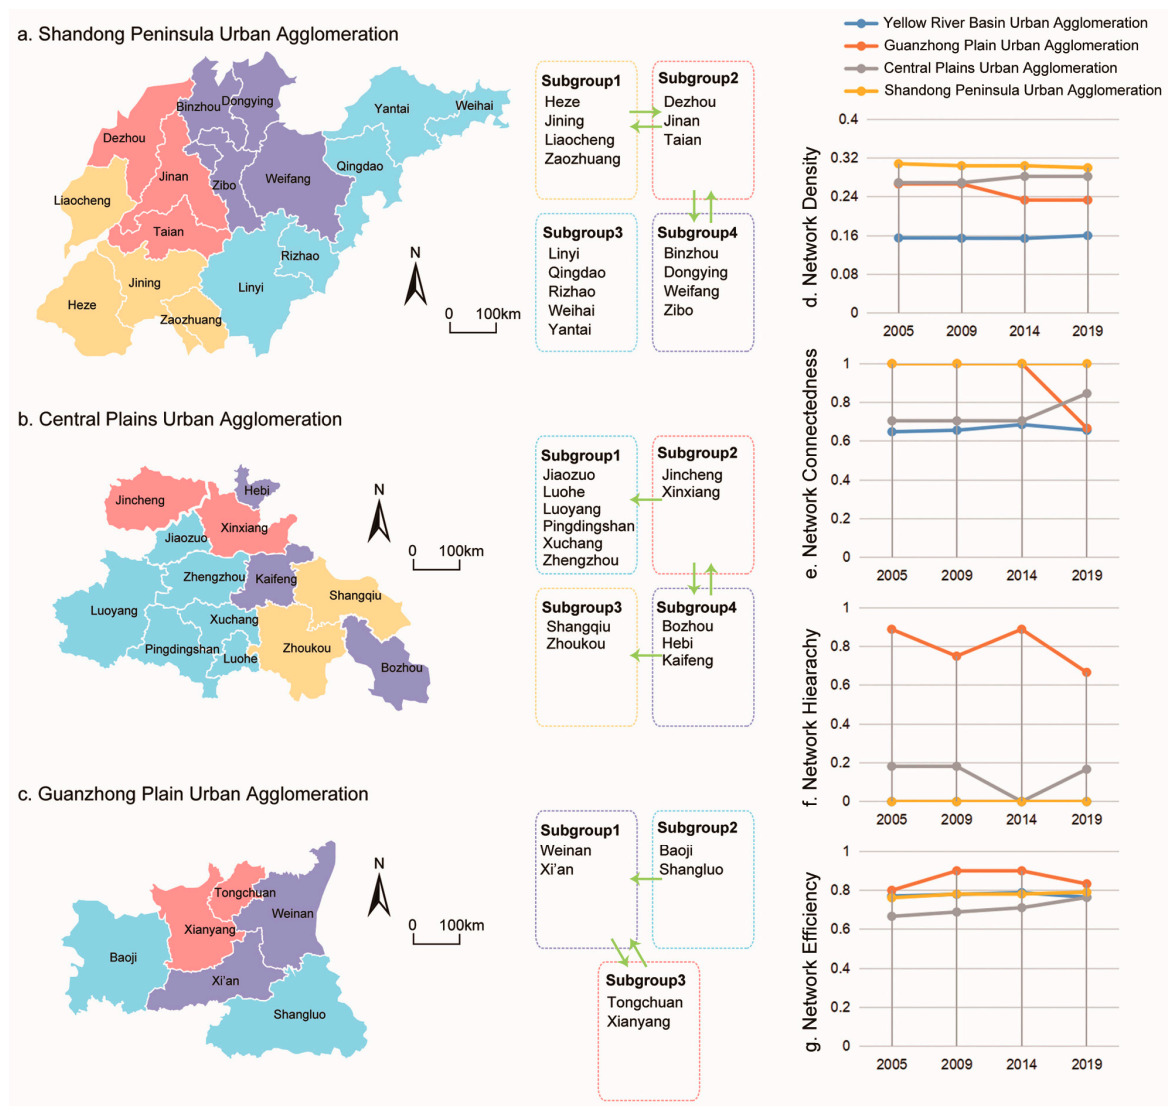 a. Shandong Peninsula Urban Agglomeration
Binzhou
Dongying
Yantai
Weihai
Dezhou
Jinan
Zibo
Weifang
Qingdao
Liaocheng
Taian
Rizhao
Linyi
Jining
Heze
Zaozhuang
N
0 100km
Subgroup1
Heze
Jining
Liaocheng
Zaozhuang
Subgroup2
Dezhou
Jinan
Taian
Subgroup3
Linyi
Qingdao
Rizhao
Weihai
Yantai
Subgroup4
Binzhou
Dongying
Weifang
Zibo
b. Central Plains Urban Agglomeration
Jincheng
Hebi
Xinxiang
Jiaozuo
Zhengzhou
Kaifeng
Shangqiu
Luoyang
Xuchang
Pingdingshan
Luohe
Zhoukou
Bozhou
N
0 100km
Subgroup1
Jiaozuo
Luohe
Luoyang
Pingdingshan
Xuchang
Zhengzhou
Subgroup2
Jincheng
Xinxiang
Subgroup3
Shangqiu
Zhoukou
Subgroup4
Bozhou
Hebi
Kaifeng
c. Guanzhong Plain Urban Agglomeration
Tongchuan
Weinan
Xianyang
Baoji
Xi'an
Shangluo
N
0 100km
Subgroup1
Weinan
Xi'an
Subgroup2
Baoji
Shangluo
Subgroup3
Tongchuan
Xianyang
Yellow River Basin Urban Agglomeration
Guanzhong Plain Urban Agglomeration
Central Plains Urban Agglomeration
Shandong Peninsula Urban Agglomeration
d. Network Density
0.4
0.32
0.24
0.16
0.08
0
2005 2009 2014 2019
e. Network Connectedness
1
0.8
0.6
0.4
0.2
0
2005 2009 2014 2019
f. Network Hiearachy
1
0.8
0.6
0.4
0.2
0
2005 2009 2014 2019
g. Network Efficiency
1
0.8
0.6
0.4
0.2
0
2005 2009 2014 2019